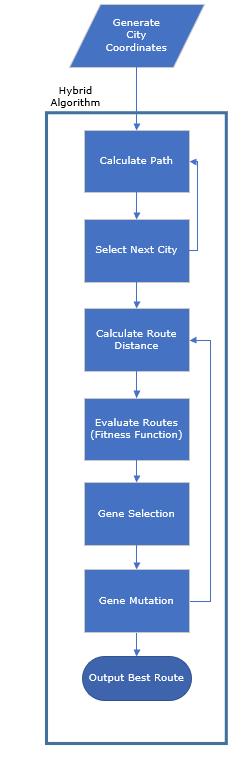 Generate
City
Coordinates
Hybrid
Algorithm
Calculate Path
Select Next City
Calculate Route
Distance
Evaluate Routes
(Fitness Function)
Gene Selection
Gene Mutation
Output Best Route